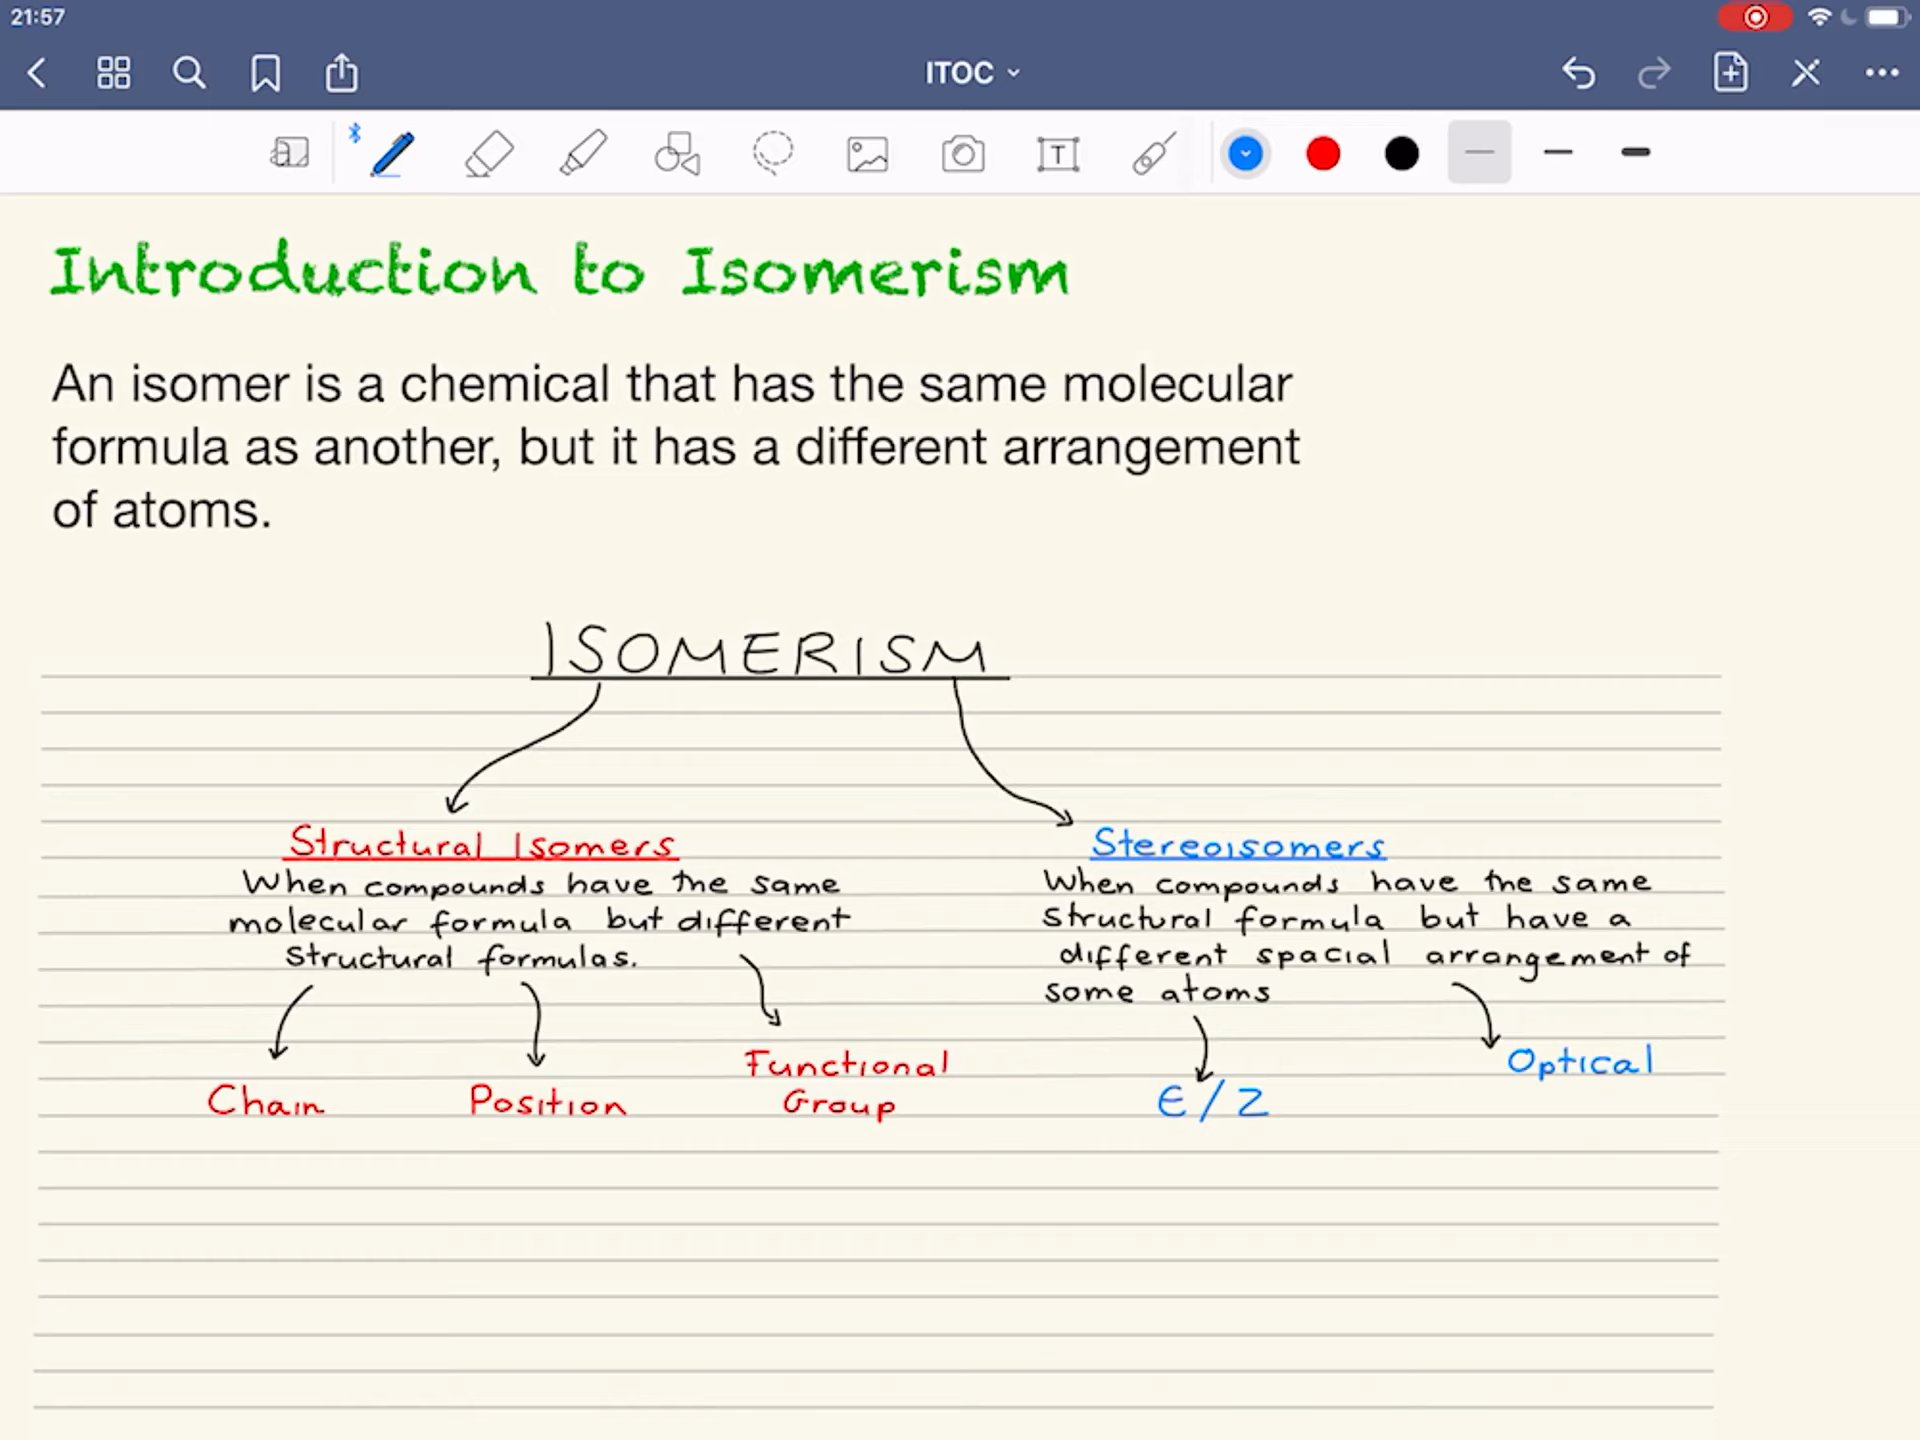 21:57
ITOC
T
Introduction to Isomerism
An isomer is a chemical that has the same molecular
formula as another, but it has a different arrangement
of atoms.
ISOMERISM
Structural Isomers
When compounds have the same
molecular formula but different
structural formulas.
Chain
Position
Functional
Group
Stereoisomers
When compounds have the same
structural formula but have a
different spacial arrangement of
some atoms
E/Z
Optical